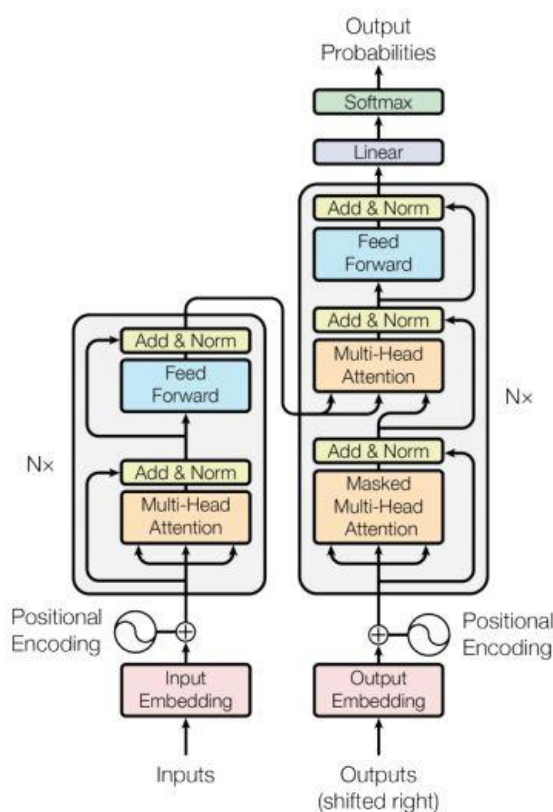 Output
Probabilities
Softmax
Linear
Add & Norm
Feed
Forward
Add & Norm
Multi-Head
Attention
Nx
Add & Norm
Masked
Multi-Head
Attention
Add & Norm
Feed
Forward
Nx
Add & Norm
Multi-Head
Attention
Positional
Encoding
Positional
Encoding
Input
Embedding
Output
Embedding
Inputs
Outputs
(shifted right)